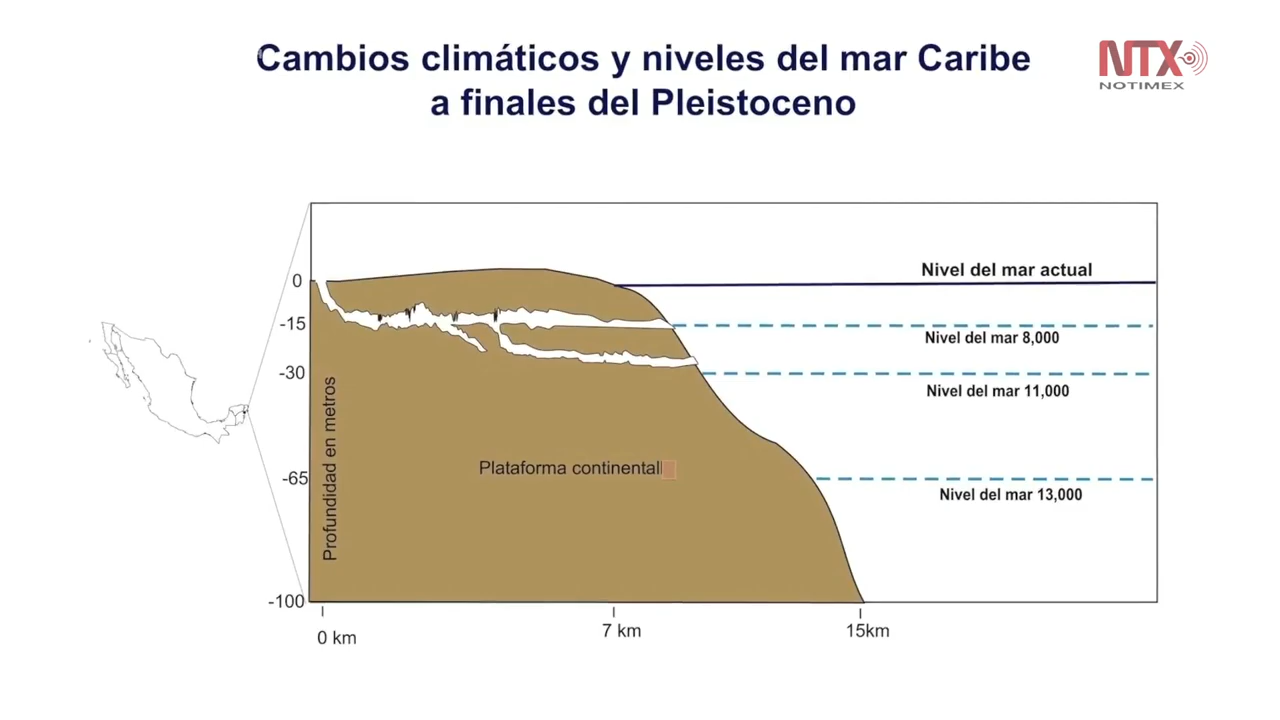 Cambios climáticos y niveles del mar Caribe
a finales del Pleistoceno
NTX
NOTIMEX
Nivel del mar actual
0
-15
Nivel del mar 8,000
-30
Nivel del mar 11,000
Profundidad en metros
Plataforma continental
-65
Nivel del mar 13,000
-100
0 km
7 km
15km